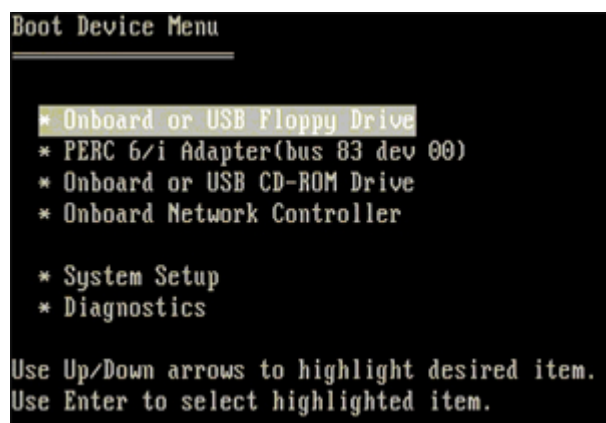 Boot Device Menu
* Onboard or USB Floppy Drive
* PERC 6/i Adapter(bus 83 dev 00)
* Onboard or USB CD-ROM Drive
* Onboard Network Controller
* System Setup
* Diagnostics
Use Up/Down arrows to highlight desired item.
Use Enter to select highlighted item.